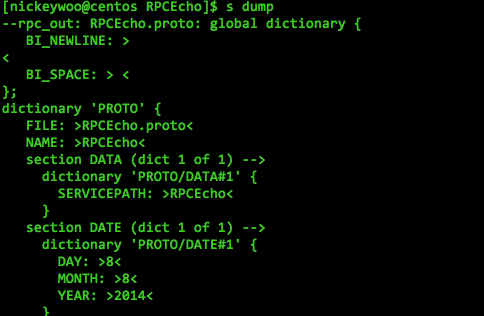 [nickeywoo@centos RPCEcho]$ s dump
--rpc_out: RPCEcho.proto: global dictionary {
   BI_NEWLINE: >
<
   BI_SPACE: > <
};
dictionary 'PROTO' {
   FILE: >RPCEcho.proto<
   NAME: >RPCEcho<
   section DATA (dict 1 of 1) -->
     dictionary 'PROTO/DATA#1' {
       SERVICEPATH: >RPCEcho<
     }
   section DATE (dict 1 of 1) -->
     dictionary 'PROTO/DATE#1' {
       DAY: >8<
       MONTH: >8<
       YEAR: >2014<
     }